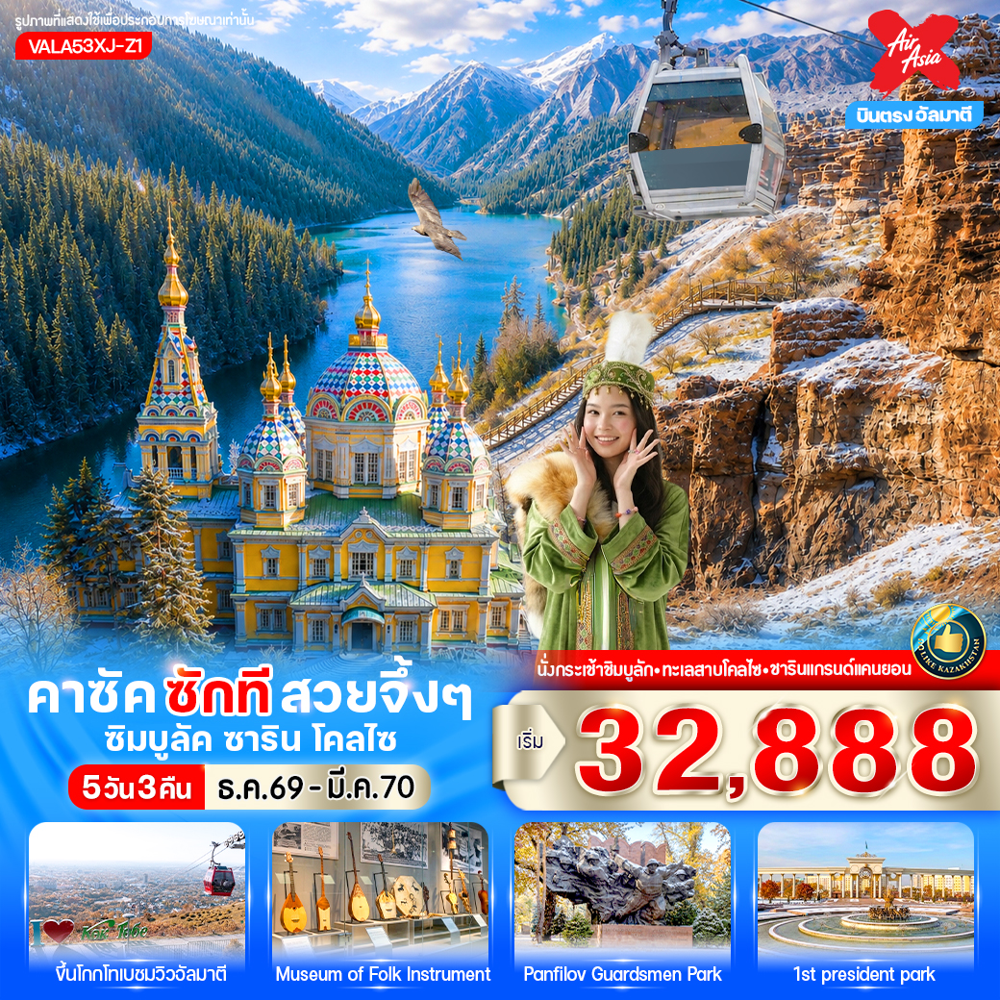 รูปภาพที่แสดงใช้เพื่อประกอบการโฆษณาเท่านั้น
VALA53XJ-Z1
Air
Asia
บินตรง อัลมาตี
GO LIKE KAZAKHSTAN
นั่งกระเช้าชิมบูลัก•ทะเลสาบโคลไซ•ชารินแกรนด์แคนยอน
คาซัค ซักที สวยจึ้งๆ
ซิมบูลัค ซาริน โคลไซ
5 วัน 3 คืน ธ.ค.69 - มี.ค.70
เริ่ม 32,888
I Kok Tobe
ขึ้นโกกโทเบชมวิวอัลมาตี
Museum of Folk Instrument
Panfilov Guardsmen Park
1st president park